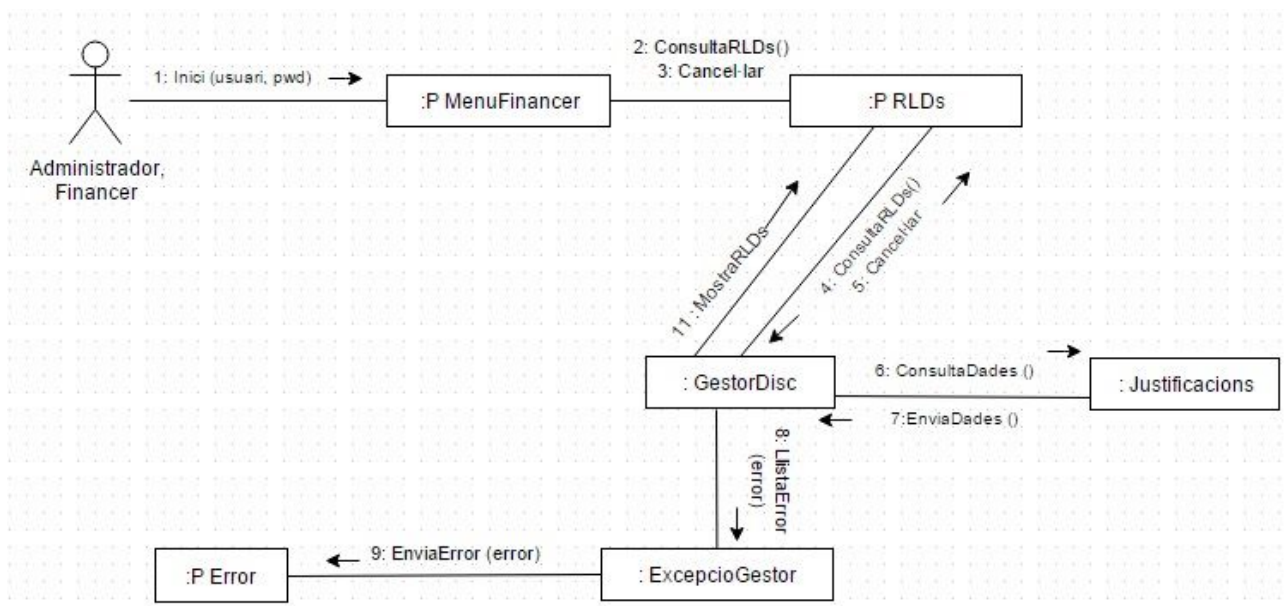 2: ConsultaRLDs()
3: Cancel·lar
1: Inici (usuari, pwd)
:P MenuFinancer
:P RLDs
Administrador,
Financer
4: ConsultaRLDs()
5: Cancel·lar
11 : MostraRLDs
: GestorDisc
6: ConsultaDades ()
: Justificacions
7:EnviaDades ()
8: LlistaError
(error)
9: EnviaError (error)
:P Error
: ExcepcioGestor